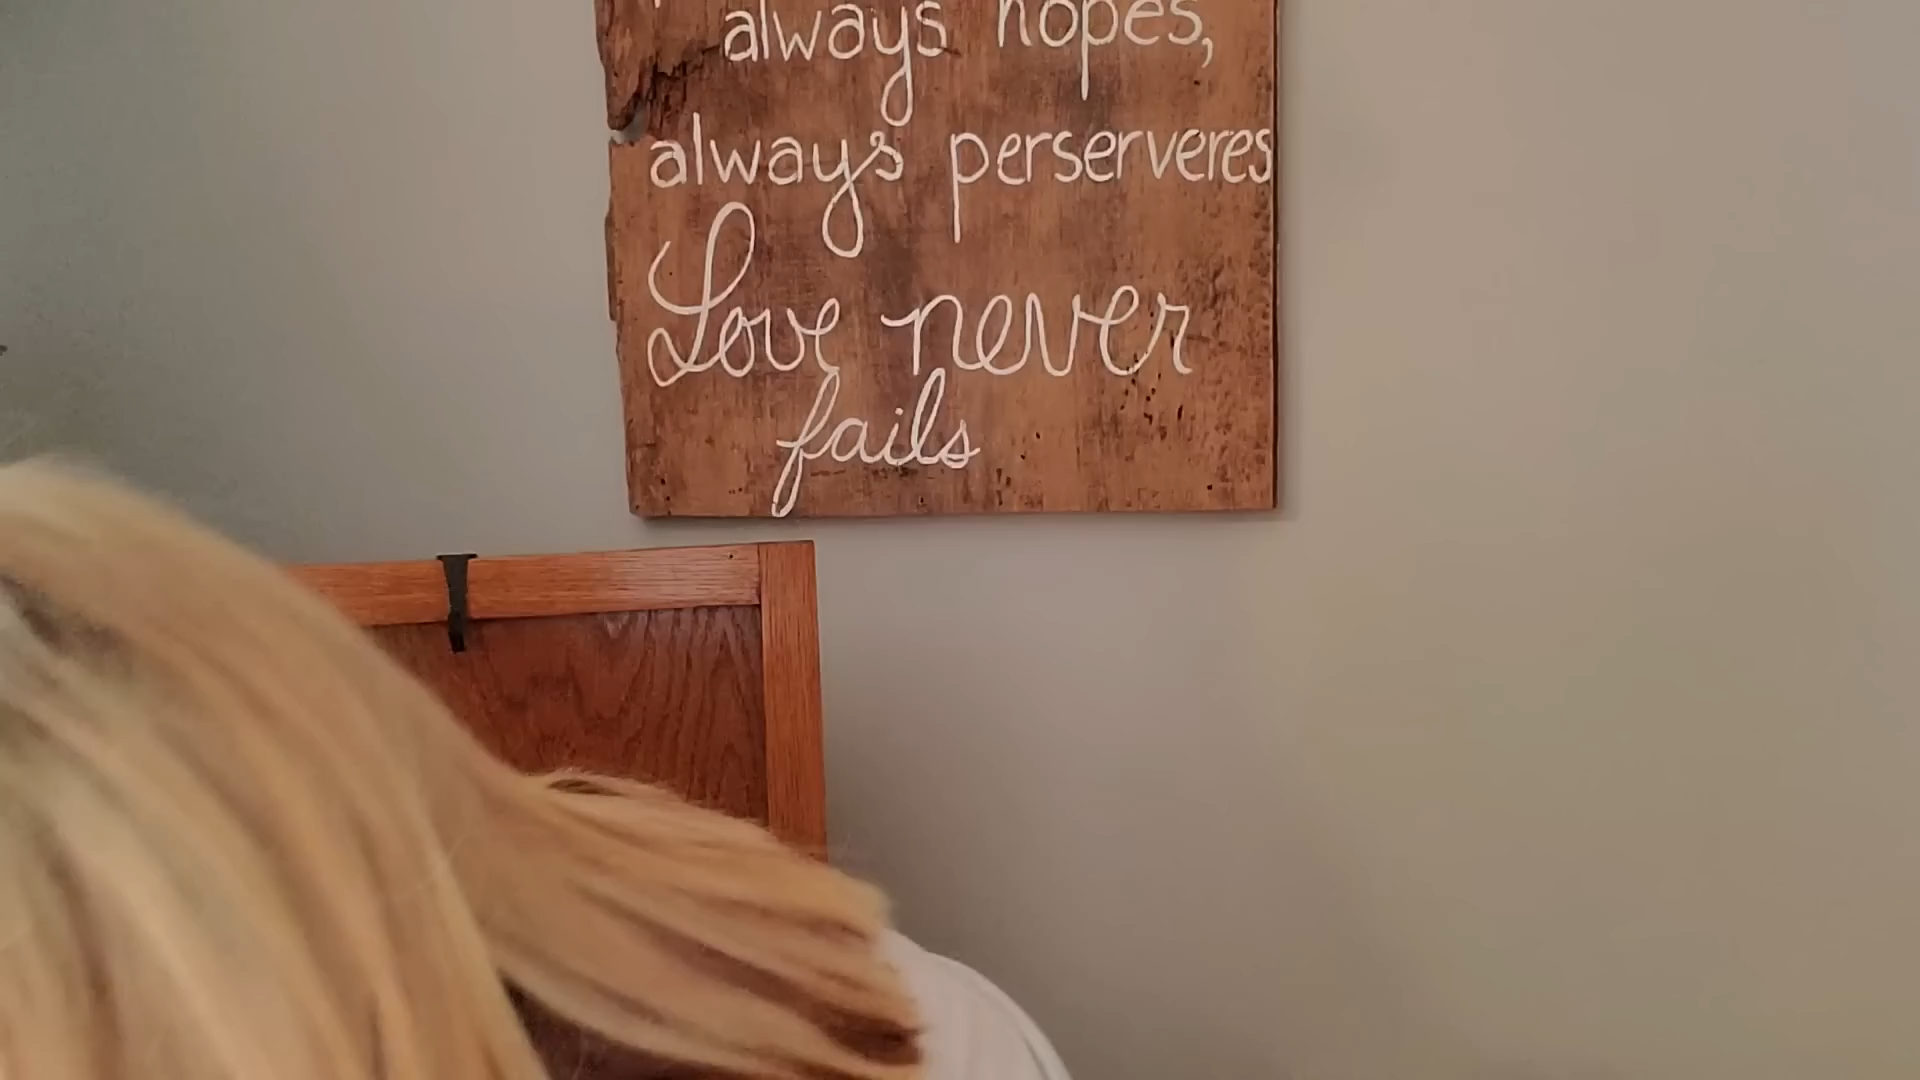 always hopes,
always perserveres
Love never
fails